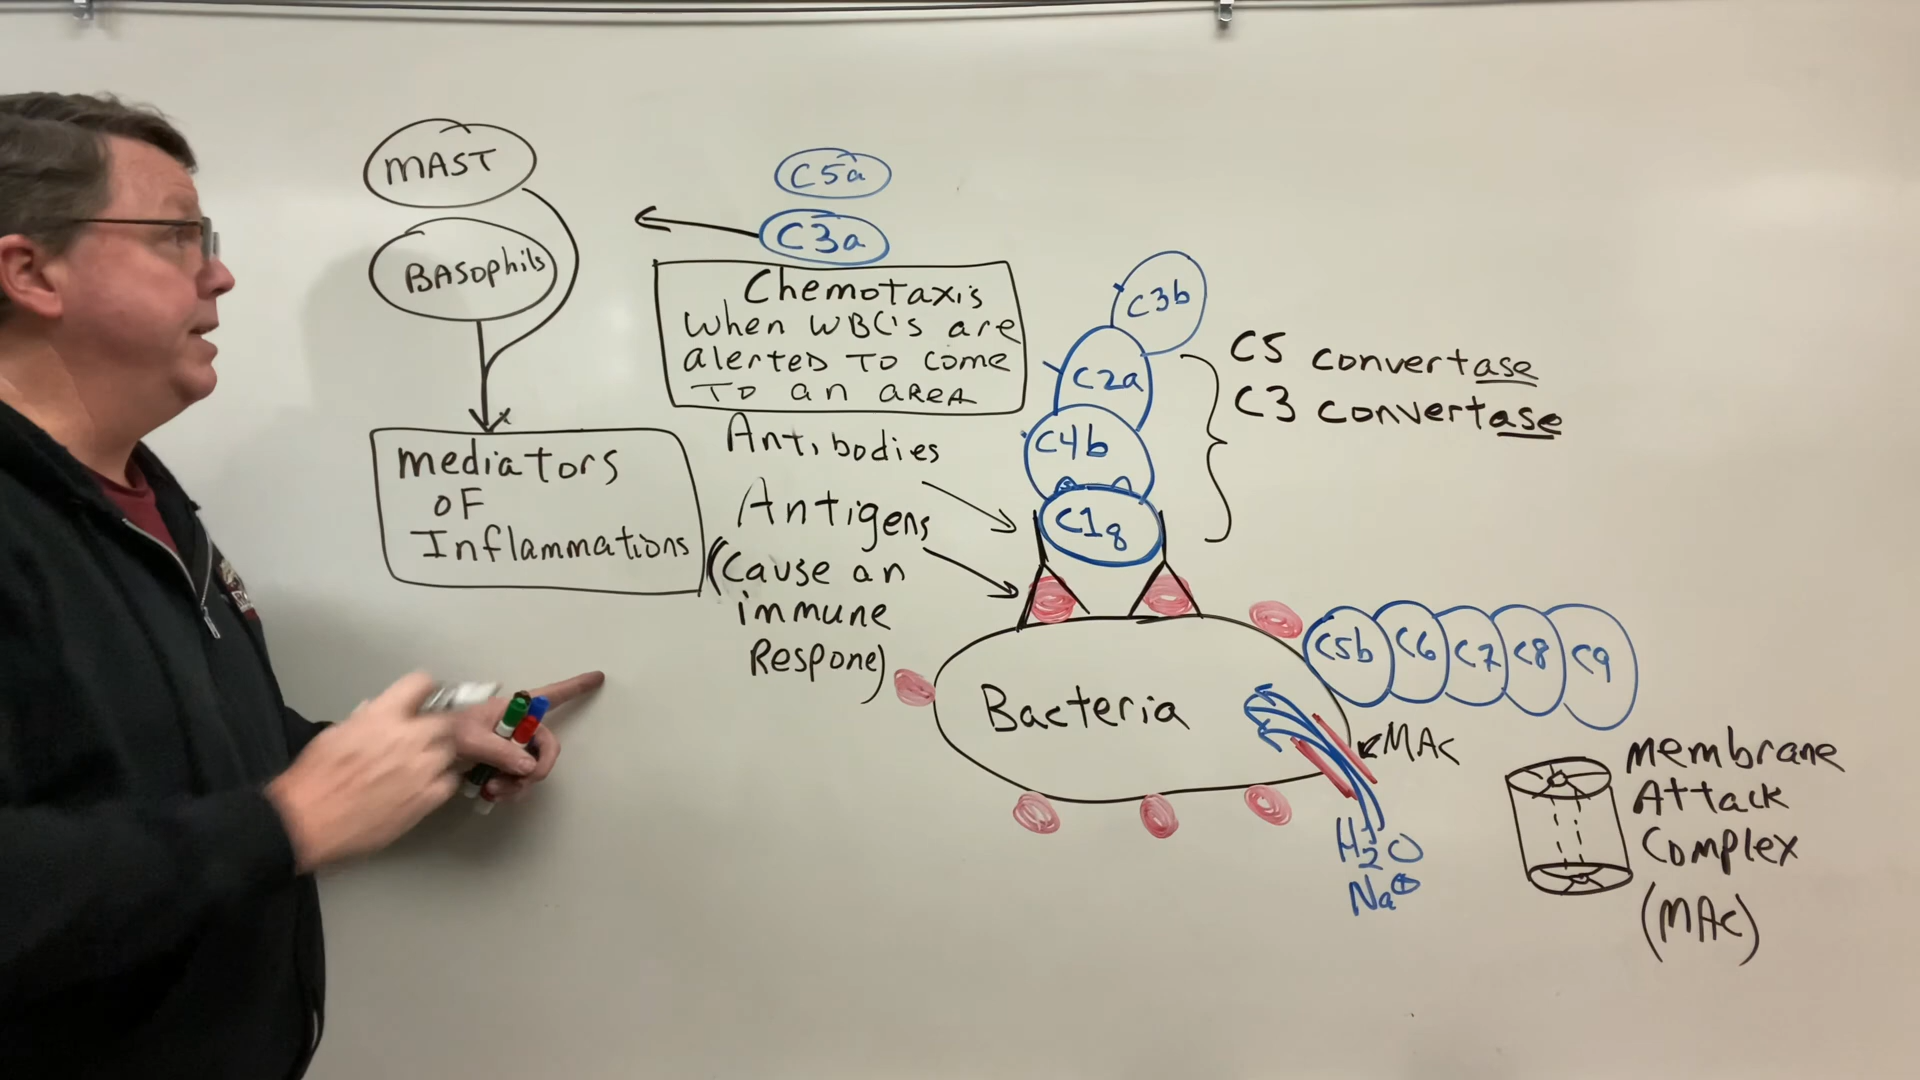 MAST
BASophils
mediators
OF
Inflammations
C5a
C3a
Chemotaxis
when WBC's are
alerted to come
To an area
Antibodies
Antigens
(Cause an
immune
Respone)
C3b
C2a
C4b
C1q
C5 convertase
C3 convertase
Bacteria
C5b C6 C7 C8 C9
MAC
H2O
Na+
Membrane
Attack
Complex
(MAC)